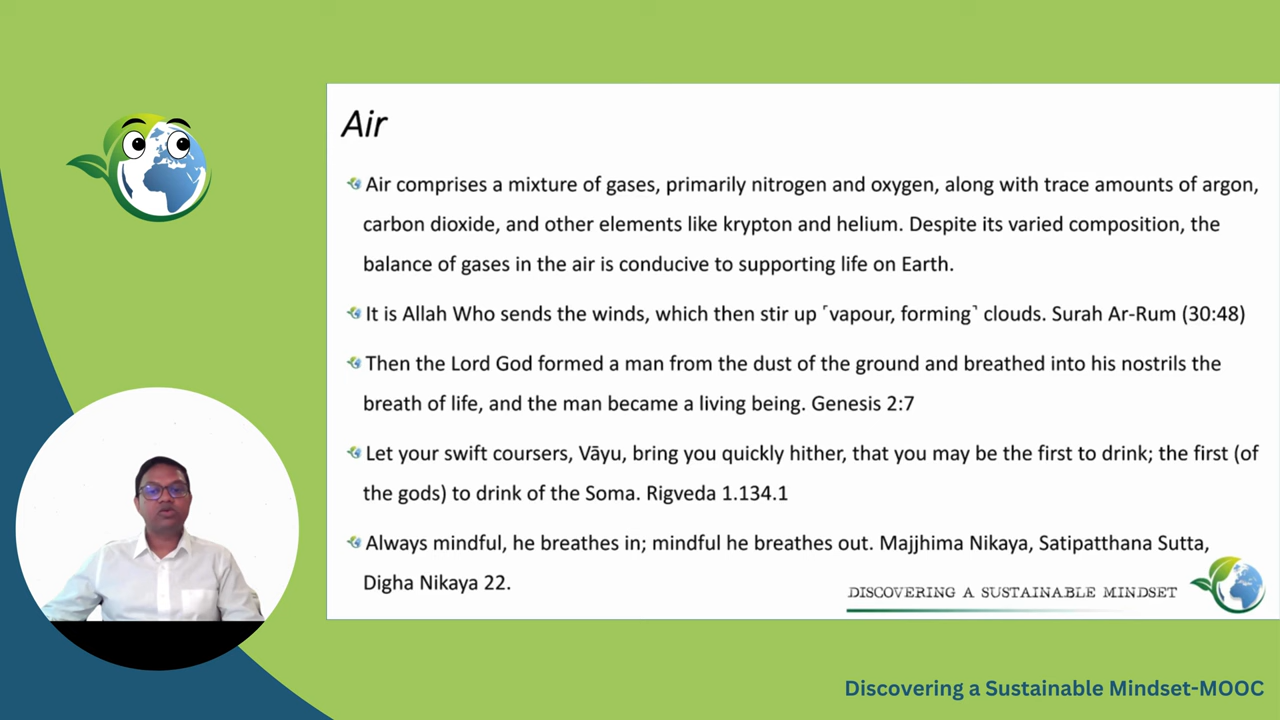 Air
Air comprises a mixture of gases, primarily nitrogen and oxygen, along with trace amounts of argon,
carbon dioxide, and other elements like krypton and helium. Despite its varied composition, the
balance of gases in the air is conducive to supporting life on Earth.
It is Allah Who sends the winds, which then stir up ˹vapour, forming˺ clouds. Surah Ar-Rum (30:48)
Then the Lord God formed a man from the dust of the ground and breathed into his nostrils the
breath of life, and the man became a living being. Genesis 2:7
Let your swift coursers, Vāyu, bring you quickly hither, that you may be the first to drink; the first (of
the gods) to drink of the Soma. Rigveda 1.134.1
Always mindful, he breathes in; mindful he breathes out. Majjhima Nikaya, Satipatthana Sutta,
Digha Nikaya 22.
DISCOVERING A SUSTAINABLE MINDSET
Discovering a Sustainable Mindset-MOOC